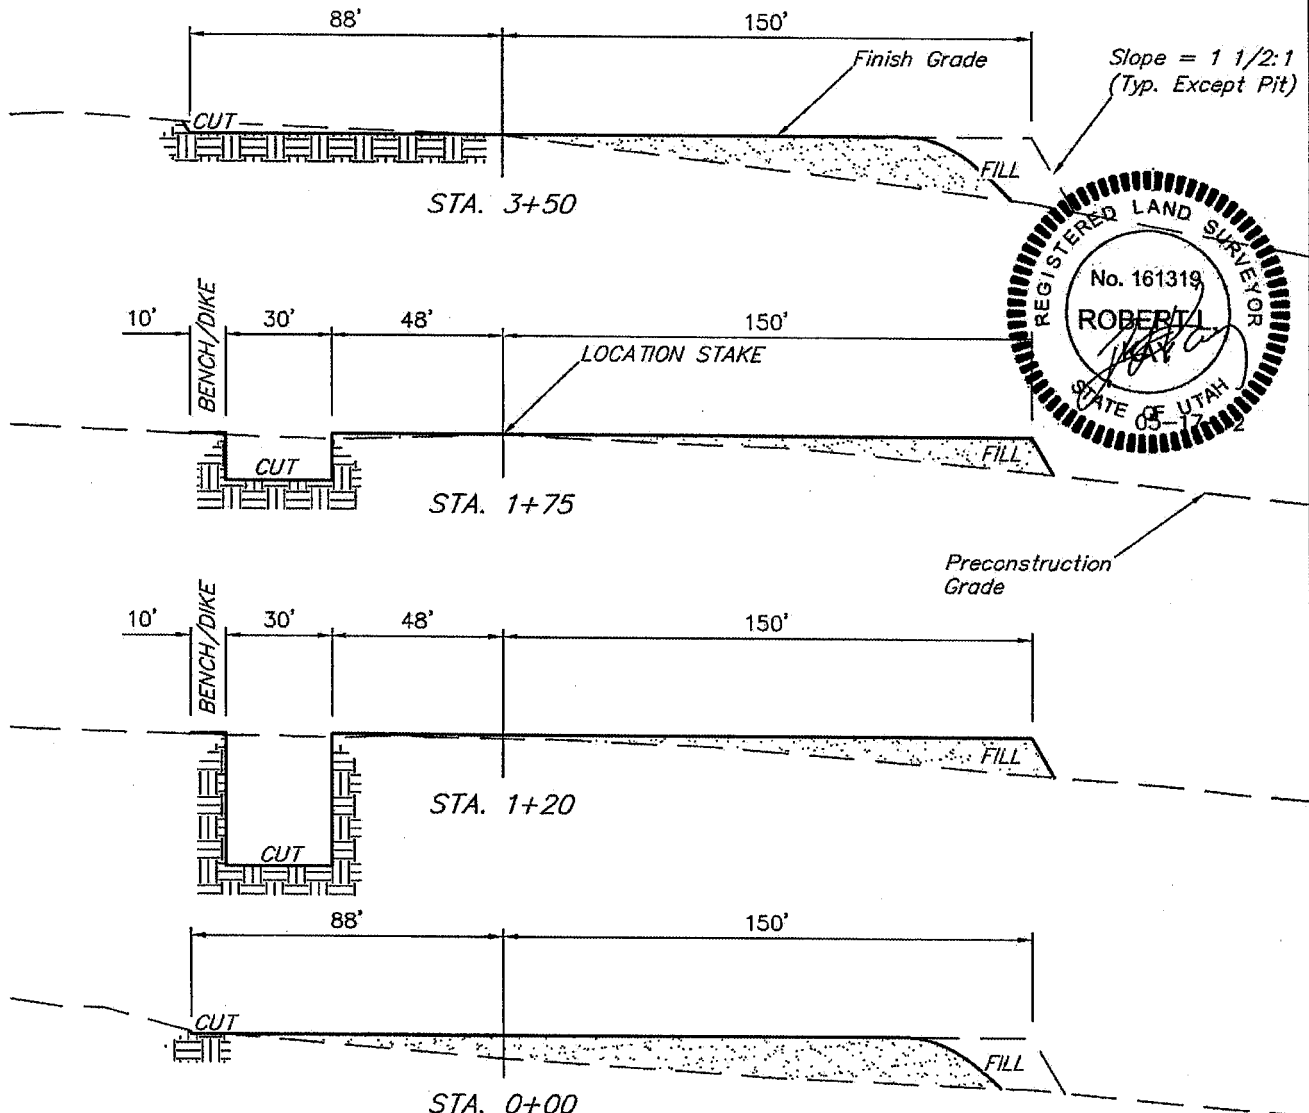 88' 150'
Finish Grade
Slope = 1 1/2:1
(Typ. Except Pit)
CUT
FILL
STA. 3+50
REGISTERED LAND SURVEYOR
No. 161319
ROBERT L.
KAY
STATE OF UTAH
10' BENCH/DIKE 30' 48' 150'
LOCATION STAKE
CUT
FILL
STA. 1+75
Preconstruction
Grade
10' BENCH/DIKE 30' 48' 150'
FILL
STA. 1+20
CUT
88' 150'
CUT
FILL
STA. 0+00